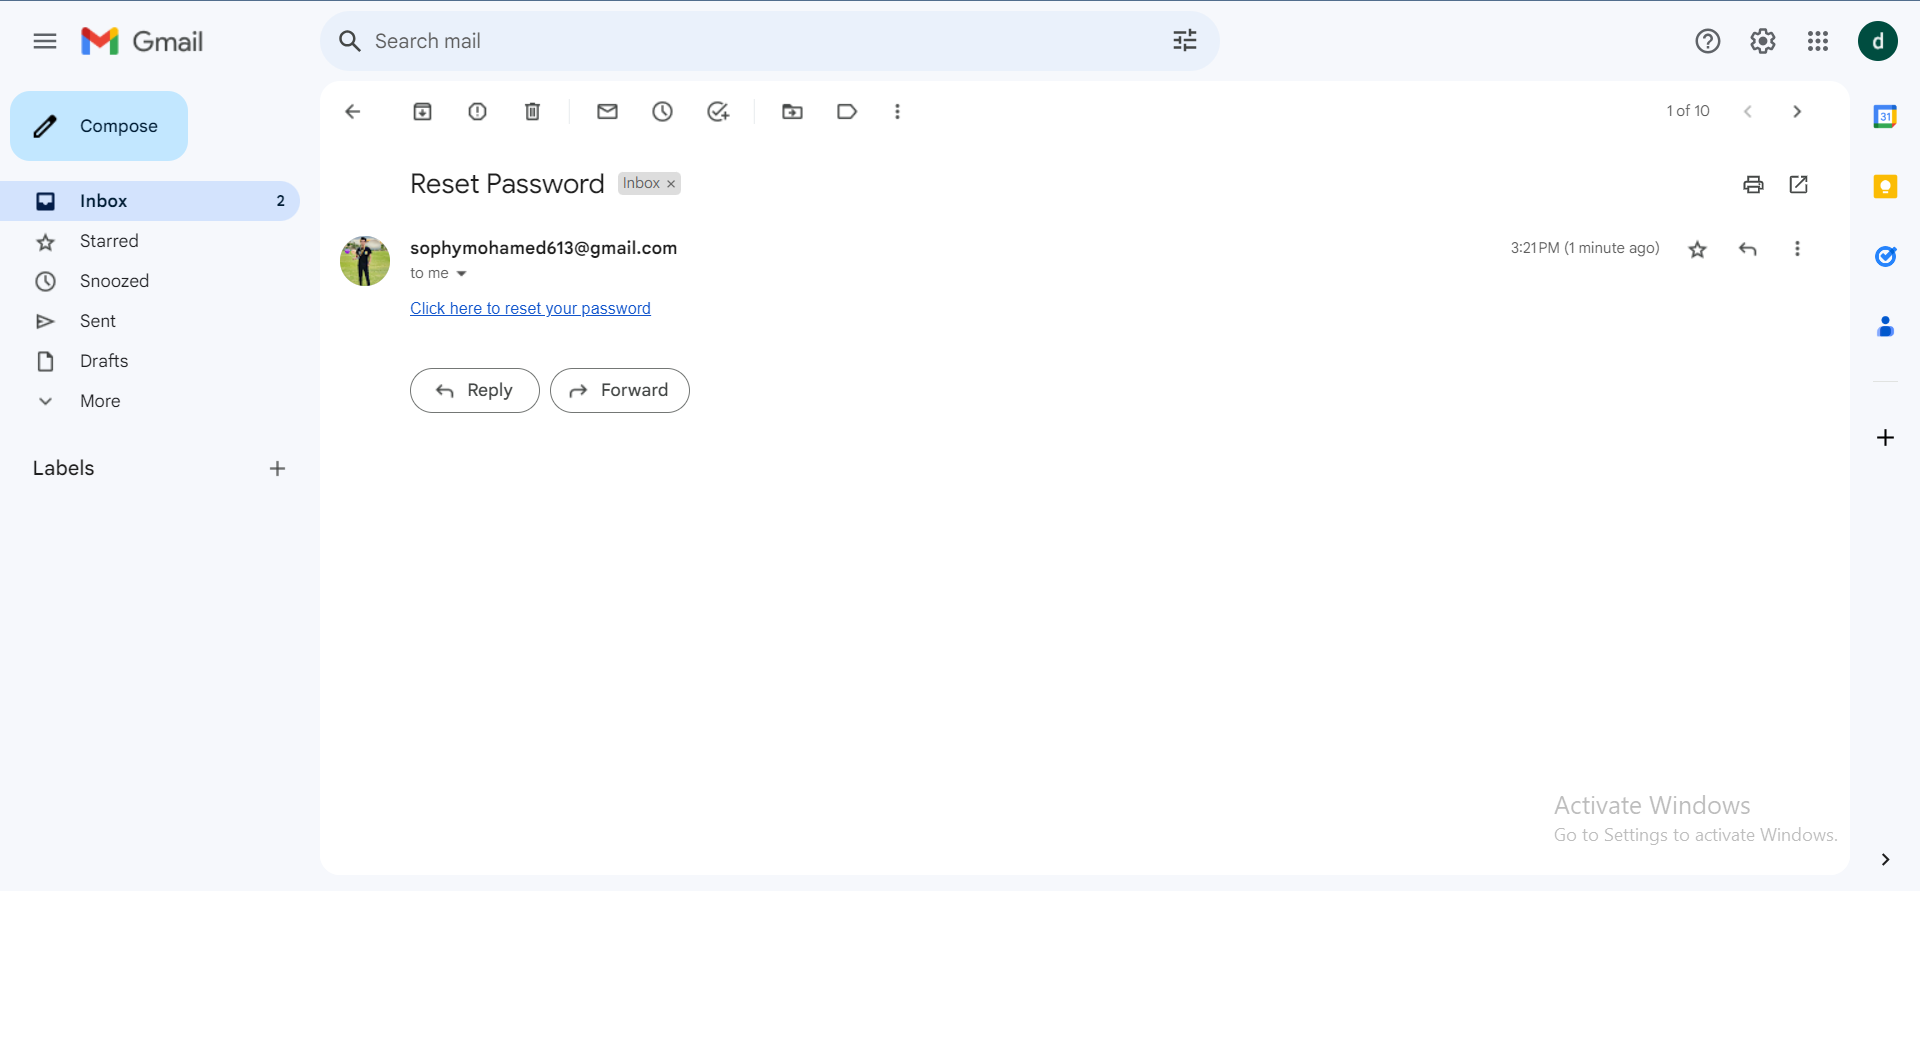 Gmail
Search mail
d
Compose
1 of 10
31
Reset Password Inbox ×
Inbox 2
Starred
sophymohamed613@gmail.com
3:21 PM (1 minute ago)
to me
Snoozed
Click here to reset your password
Sent
Drafts
Reply Forward
More
Labels
Activate Windows
Go to Settings to activate Windows.